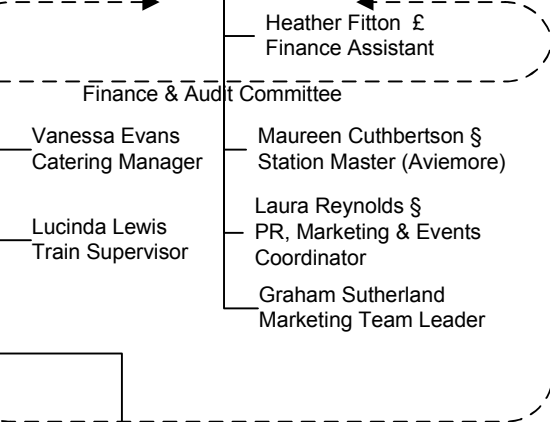 Heather Fitton £
Finance Assistant
Finance & Audit Committee
Vanessa Evans
Catering Manager
Maureen Cuthbertson §
Station Master (Aviemore)
Lucinda Lewis
Train Supervisor
Laura Reynolds §
PR, Marketing & Events
Coordinator
Graham Sutherland
Marketing Team Leader